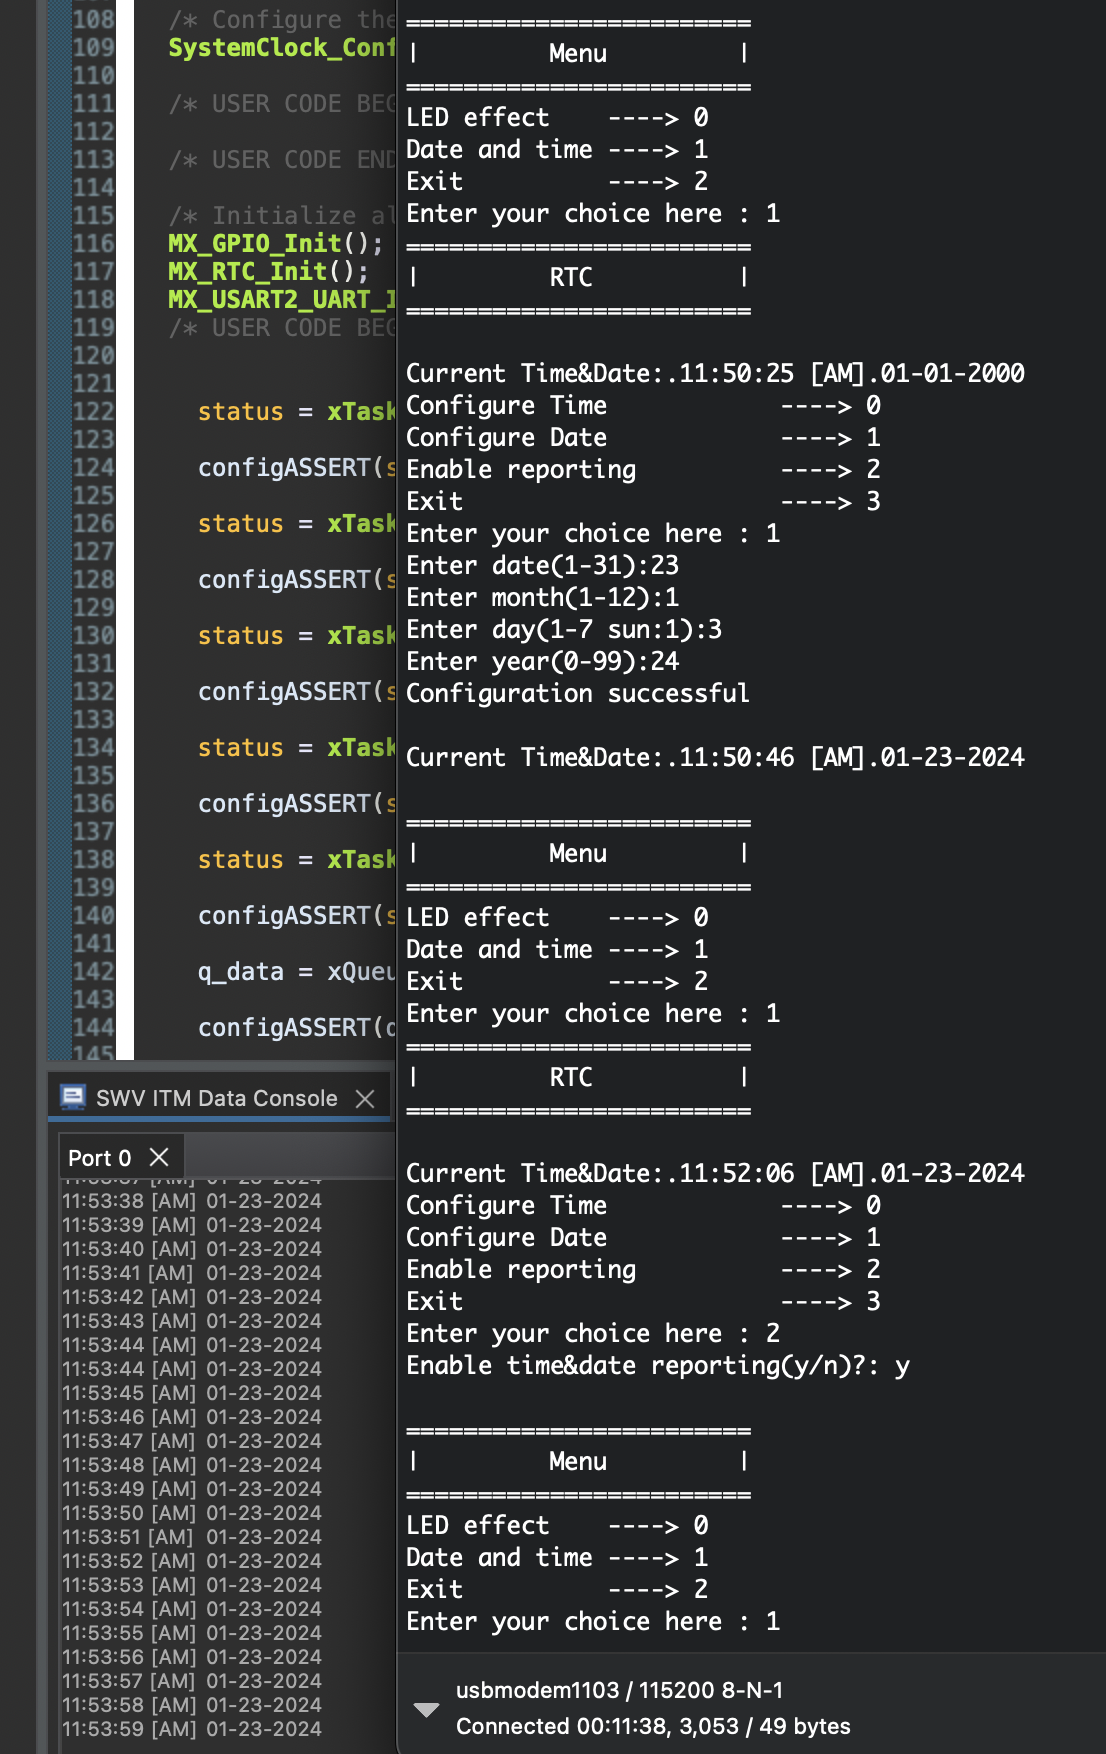 108 /* Configure the
109 SystemClock_Conf
110
111 /* USER CODE BEG
112
113 /* USER CODE END
114
115 /* Initialize al
116 MX_GPIO_Init();
117 MX_RTC_Init();
118 MX_USART2_UART_I
119 /* USER CODE BEG
120
121
122 status = xTask
123
124 configASSERT(s
125
126 status = xTask
127
128 configASSERT(s
129
130 status = xTask
131
132 configASSERT(s
133
134 status = xTask
135
136 configASSERT(s
137
138 status = xTask
139
140 configASSERT(s
141
142 q_data = xQueu
143
144 configASSERT(q
145
SWV ITM Data Console
Port 0
11:53:37 [AM] 01-23-2024
11:53:38 [AM] 01-23-2024
11:53:39 [AM] 01-23-2024
11:53:40 [AM] 01-23-2024
11:53:41 [AM] 01-23-2024
11:53:42 [AM] 01-23-2024
11:53:43 [AM] 01-23-2024
11:53:44 [AM] 01-23-2024
11:53:44 [AM] 01-23-2024
11:53:45 [AM] 01-23-2024
11:53:46 [AM] 01-23-2024
11:53:47 [AM] 01-23-2024
11:53:48 [AM] 01-23-2024
11:53:49 [AM] 01-23-2024
11:53:50 [AM] 01-23-2024
11:53:51 [AM] 01-23-2024
11:53:52 [AM] 01-23-2024
11:53:53 [AM] 01-23-2024
11:53:54 [AM] 01-23-2024
11:53:55 [AM] 01-23-2024
11:53:56 [AM] 01-23-2024
11:53:57 [AM] 01-23-2024
11:53:58 [AM] 01-23-2024
11:53:59 [AM] 01-23-2024
========================
|         Menu         |
========================
LED effect    ----> 0
Date and time ----> 1
Exit          ----> 2
Enter your choice here : 1
========================
|         RTC          |
========================

Current Time&Date:.11:50:25 [AM].01-01-2000
Configure Time            ----> 0
Configure Date            ----> 1
Enable reporting          ----> 2
Exit                      ----> 3
Enter your choice here : 1
Enter date(1-31):23
Enter month(1-12):1
Enter day(1-7 sun:1):3
Enter year(0-99):24
Configuration successful

Current Time&Date:.11:50:46 [AM].01-23-2024

========================
|         Menu         |
========================
LED effect    ----> 0
Date and time ----> 1
Exit          ----> 2
Enter your choice here : 1
========================
|         RTC          |
========================

Current Time&Date:.11:52:06 [AM].01-23-2024
Configure Time            ----> 0
Configure Date            ----> 1
Enable reporting          ----> 2
Exit                      ----> 3
Enter your choice here : 2
Enable time&date reporting(y/n)?: y

========================
|         Menu         |
========================
LED effect    ----> 0
Date and time ----> 1
Exit          ----> 2
Enter your choice here : 1
usbmodem1103 / 115200 8-N-1
Connected 00:11:38, 3,053 / 49 bytes